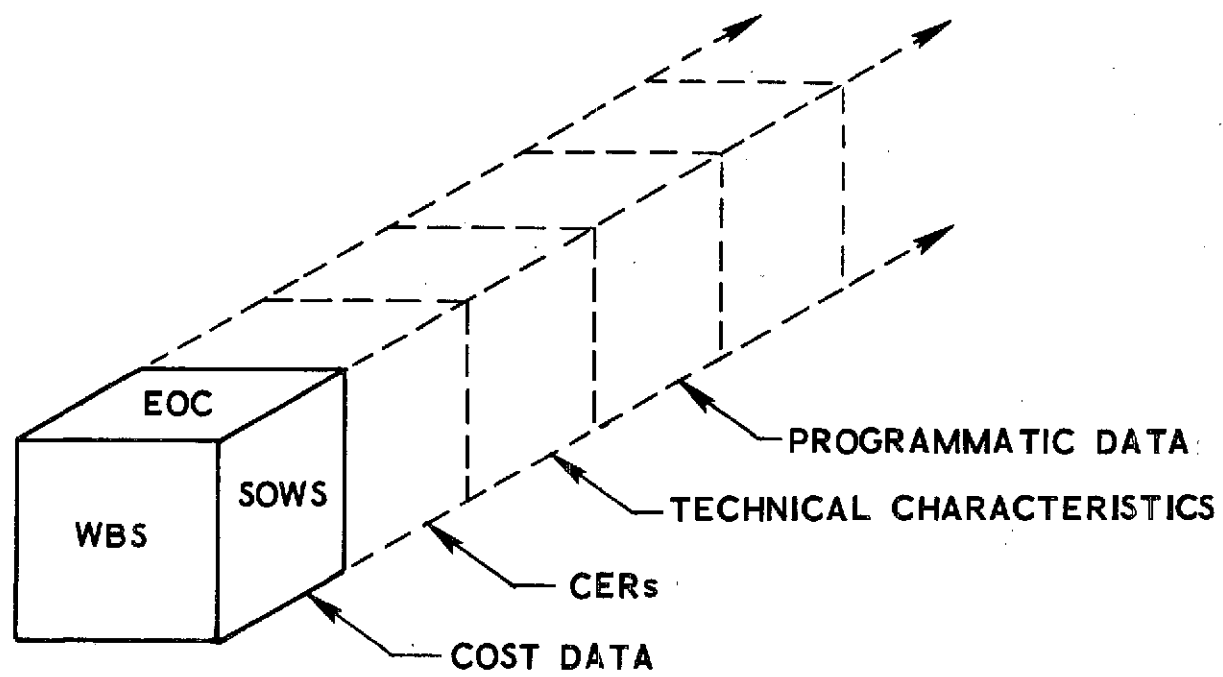 EOC
SOWS
WBS
PROGRAMMATIC DATA
TECHNICAL CHARACTERISTICS
CERs
COST DATA